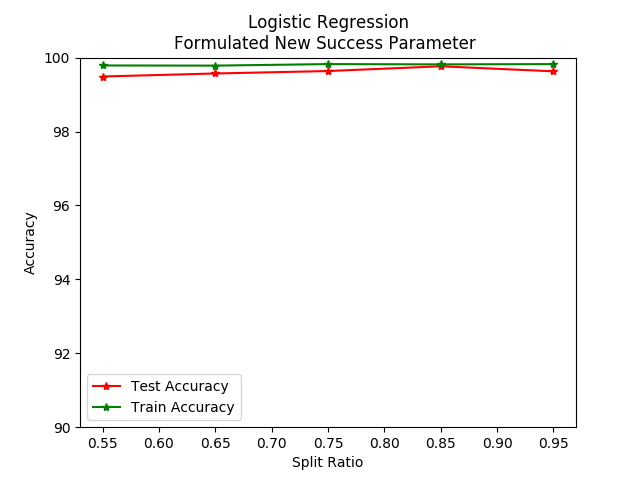 Logistic Regression
Formulated New Success Parameter
100
98
96
94
92
90
Accuracy
Test Accuracy
Train Accuracy
0.55 0.60 0.65 0.70 0.75 0.80 0.85 0.90 0.95
Split Ratio